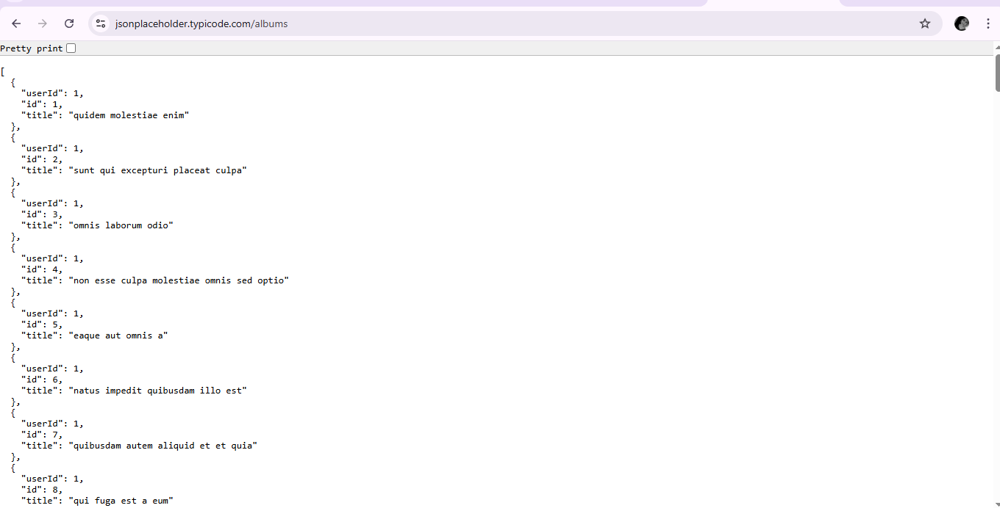 jsonplaceholder.typicode.com/albums
Pretty print
[
  {
    "userId": 1,
    "id": 1,
    "title": "quidem molestiae enim"
  },
  {
    "userId": 1,
    "id": 2,
    "title": "sunt qui excepturi placeat culpa"
  },
  {
    "userId": 1,
    "id": 3,
    "title": "omnis laborum odio"
  },
  {
    "userId": 1,
    "id": 4,
    "title": "non esse culpa molestiae omnis sed optio"
  },
  {
    "userId": 1,
    "id": 5,
    "title": "eaque aut omnis a"
  },
  {
    "userId": 1,
    "id": 6,
    "title": "natus impedit quibusdam illo est"
  },
  {
    "userId": 1,
    "id": 7,
    "title": "quibusdam autem aliquid et et quia"
  },
  {
    "userId": 1,
    "id": 8,
    "title": "qui fuga est a eum"